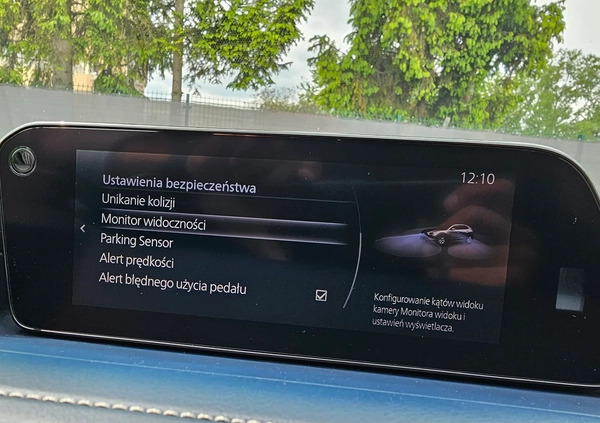 Ustawienia bezpieczeństwa
12:10
Unikanie kolizji
Monitor widoczności
Parking Sensor
Alert prędkości
Alert błędnego użycia pedału
Konfigurowanie kątów widoku
kamery Monitora widoku i
ustawień wyświetlacza.